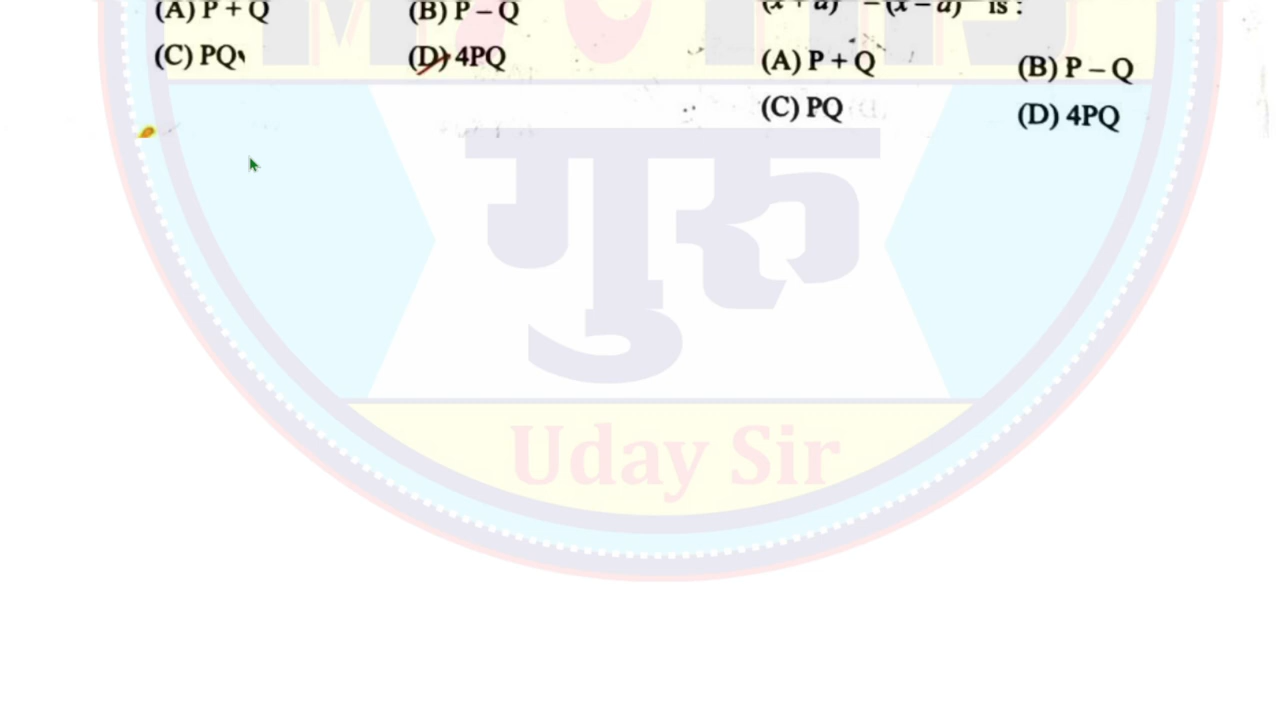 (A) P + Q (B) P – Q
(C) PQ (D) 4PQ
is :
(A) P + Q (B) P – Q
(C) PQ (D) 4PQ
गुरु
Uday Sir